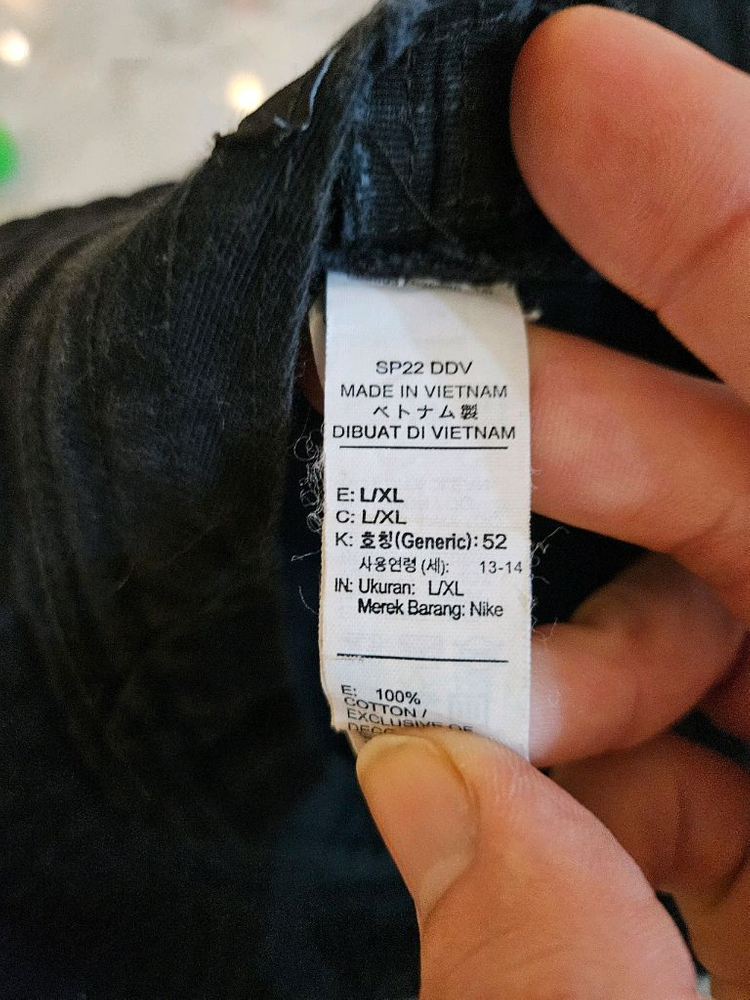 SP22 DDV
MADE IN VIETNAM
ベトナム製
DIBUAT DI VIETNAM
E: L/XL
C: L/XL
K: 호칭(Generic): 52
사용연령 (세): 13-14
IN: Ukuran: L/XL
Merek Barang: Nike
E: 100%
COTTON /
EXCLUSIVE OF